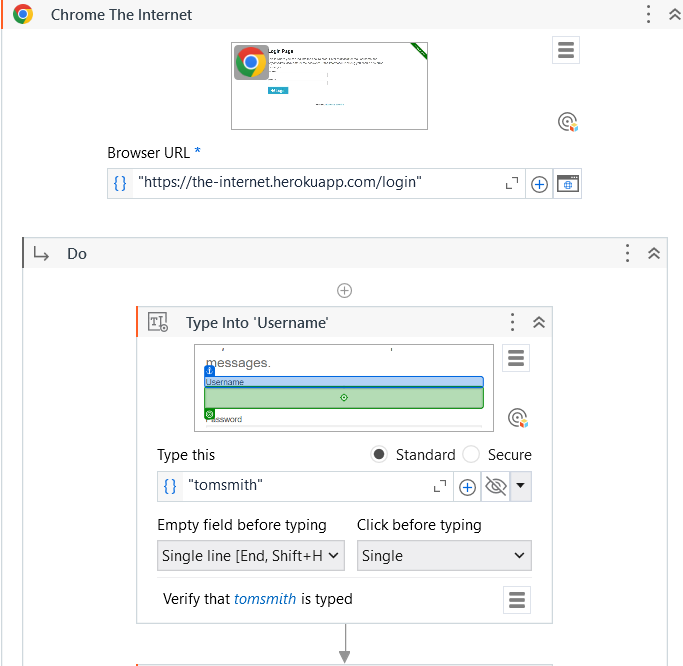 Chrome The Internet
Login Page
Browser URL *
{} "https://the-internet.herokuapp.com/login"
Do
Type Into 'Username'
messages.
Username
Password
Type this
Standard
Secure
{} "tomsmith"
Empty field before typing
Click before typing
Single line [End, Shift+H
Single
Verify that tomsmith is typed